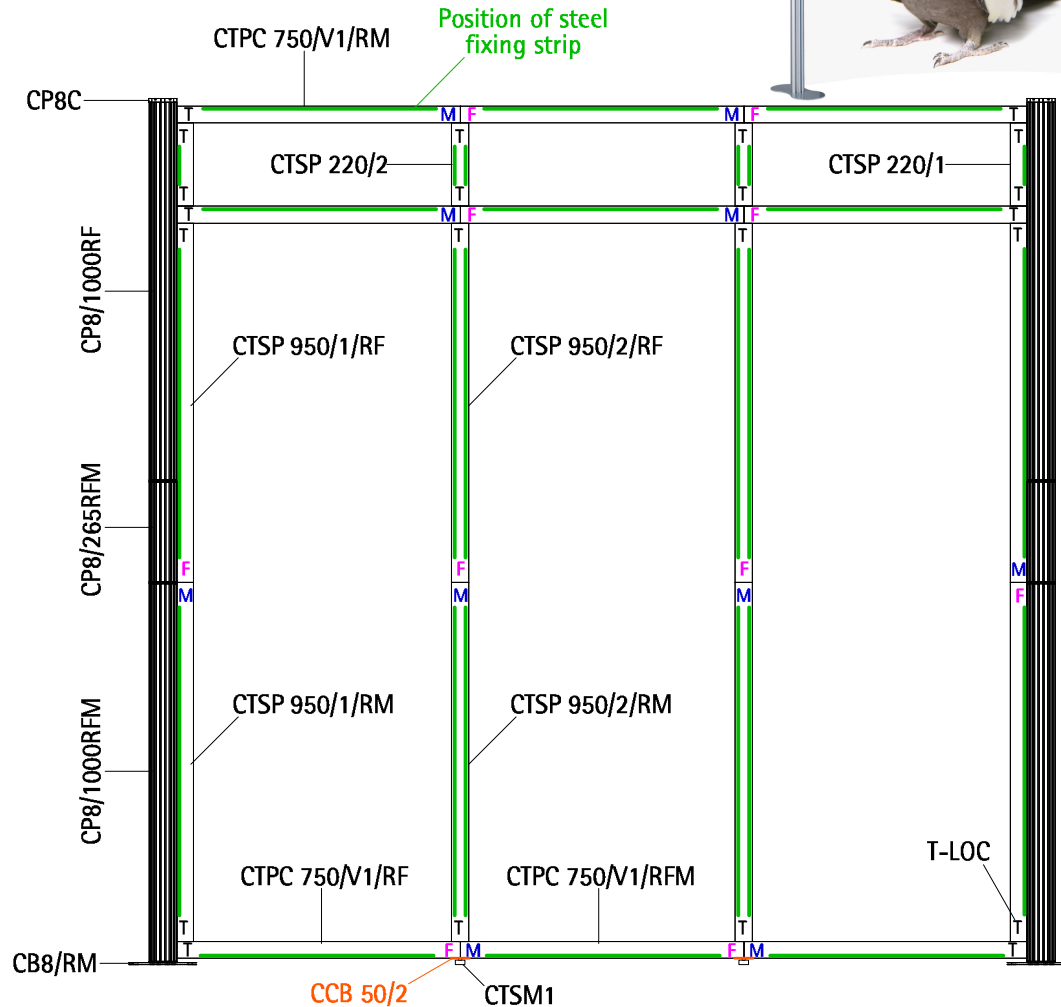 Position of steel
fixing strip
CTPC 750/V1/RM
CP8C
T M F M F T
T T T T
CTSP 220/2
CTSP 220/1
T T T T
T M F M F T
T T T T
CP8/1000RF
CTSP 950/1/RF
CTSP 950/2/RF
CP8/265RFM
F F F M
M M M F
CTSP 950/1/RM
CTSP 950/2/RM
CP8/1000RFM
T-LOC
CTPC 750/V1/RF
CTPC 750/V1/RFM
T T T T
T F M F M T
CB8/RM
CCB 50/2
CTSM1